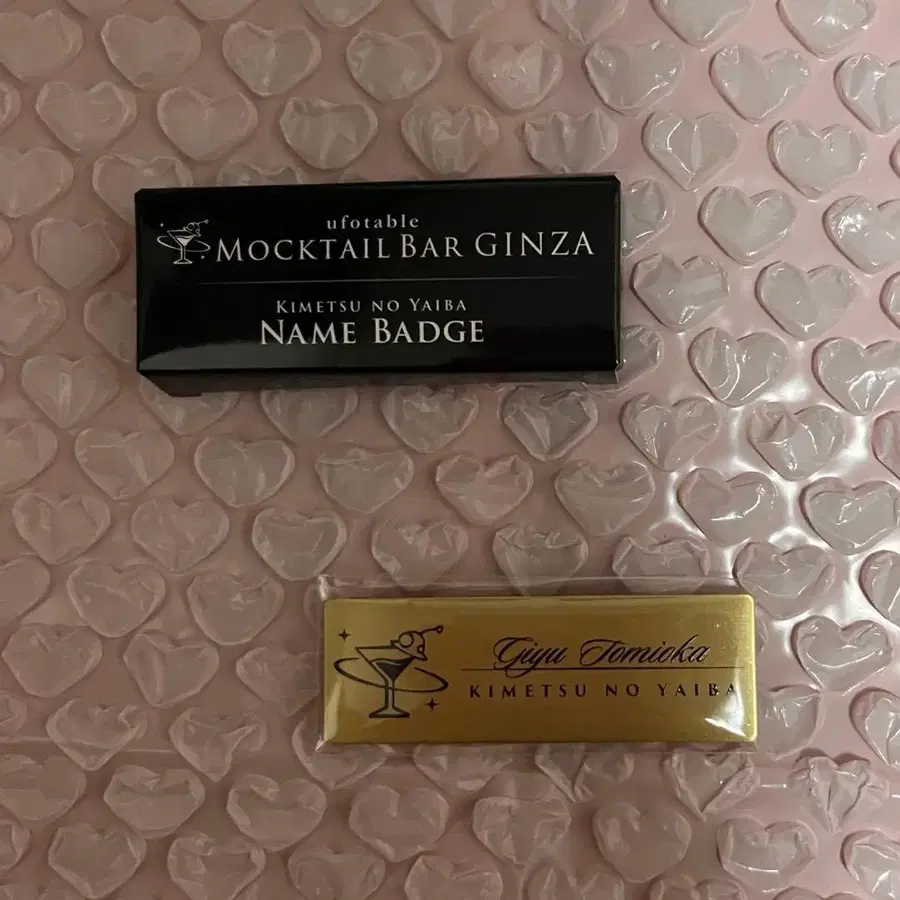 ufotable
MOCKTAIL BAR GINZA
KIMETSU NO YAIBA
NAME BADGE
Giyu Tomioka
KIMETSU NO YAIBA